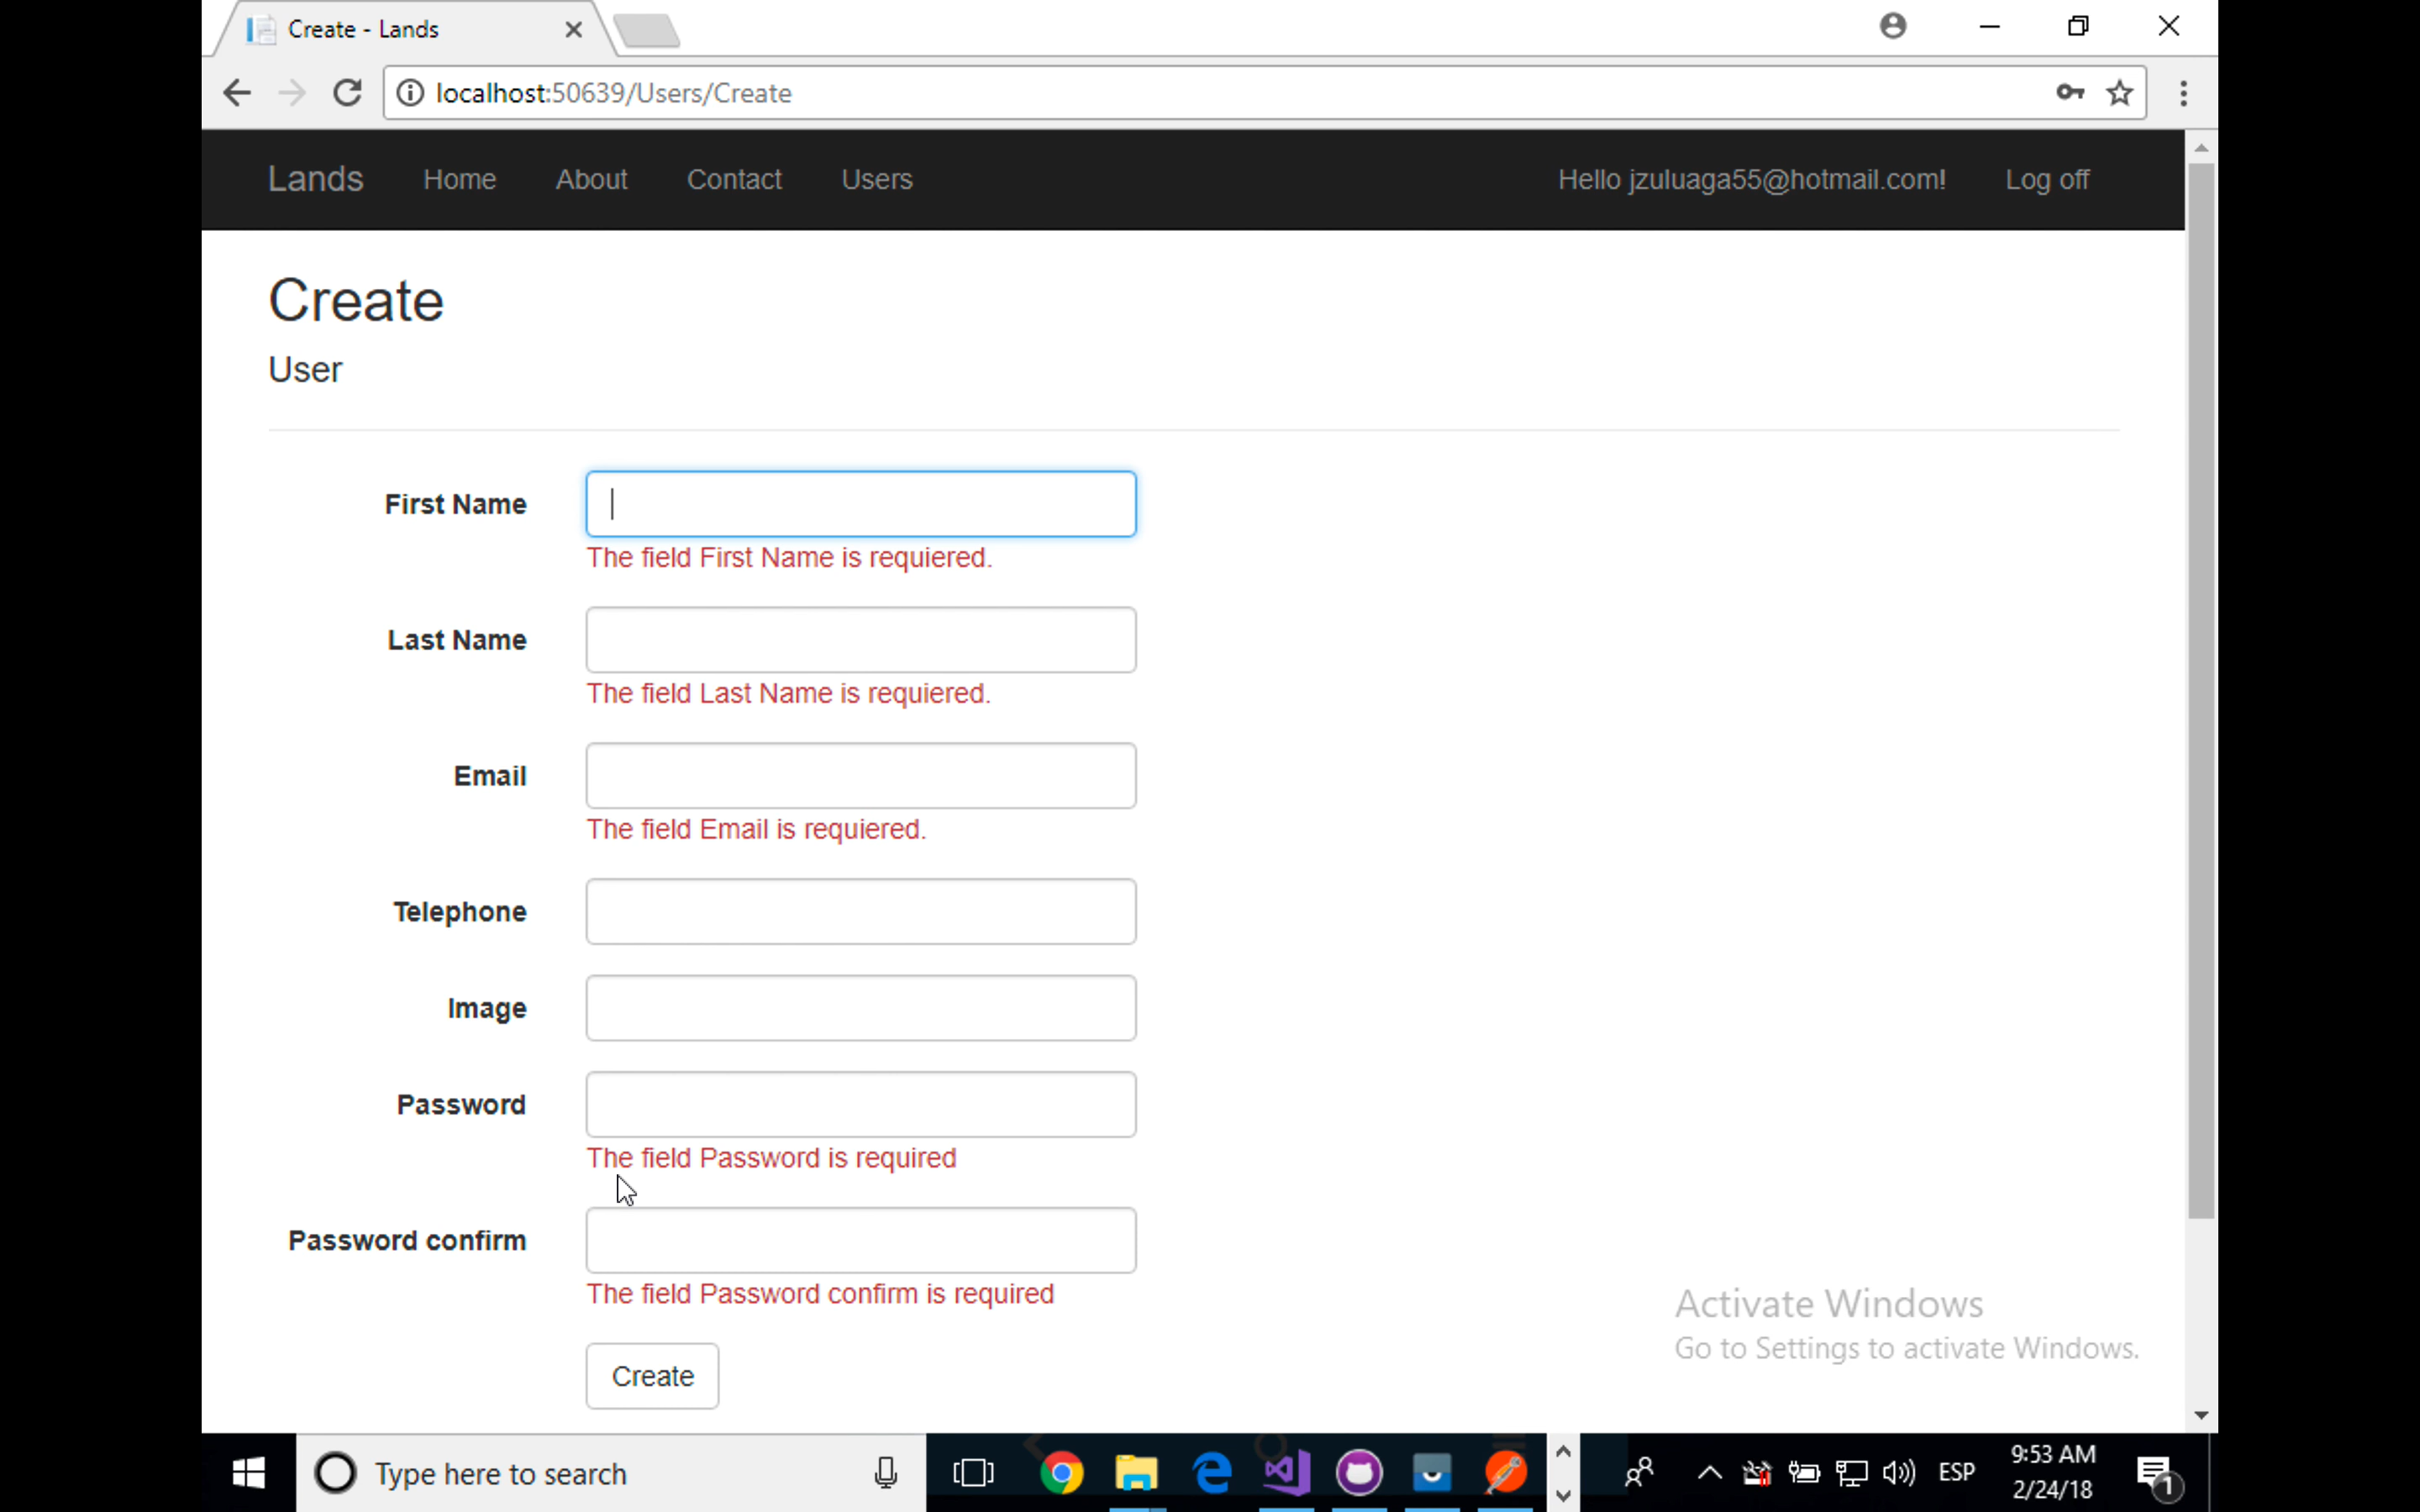 Create - Lands
localhost:50639/Users/Create
Lands Home About Contact Users Hello jzuluaga55@hotmail.com! Log off
Create
User
First Name
The field First Name is requiered.
Last Name
The field Last Name is requiered.
Email
The field Email is requiered.
Telephone
Image
Password
The field Password is required
Password confirm
The field Password confirm is required
Create
Activate Windows
Go to Settings to activate Windows.
Type here to search
ESP
9:53 AM
2/24/18
1